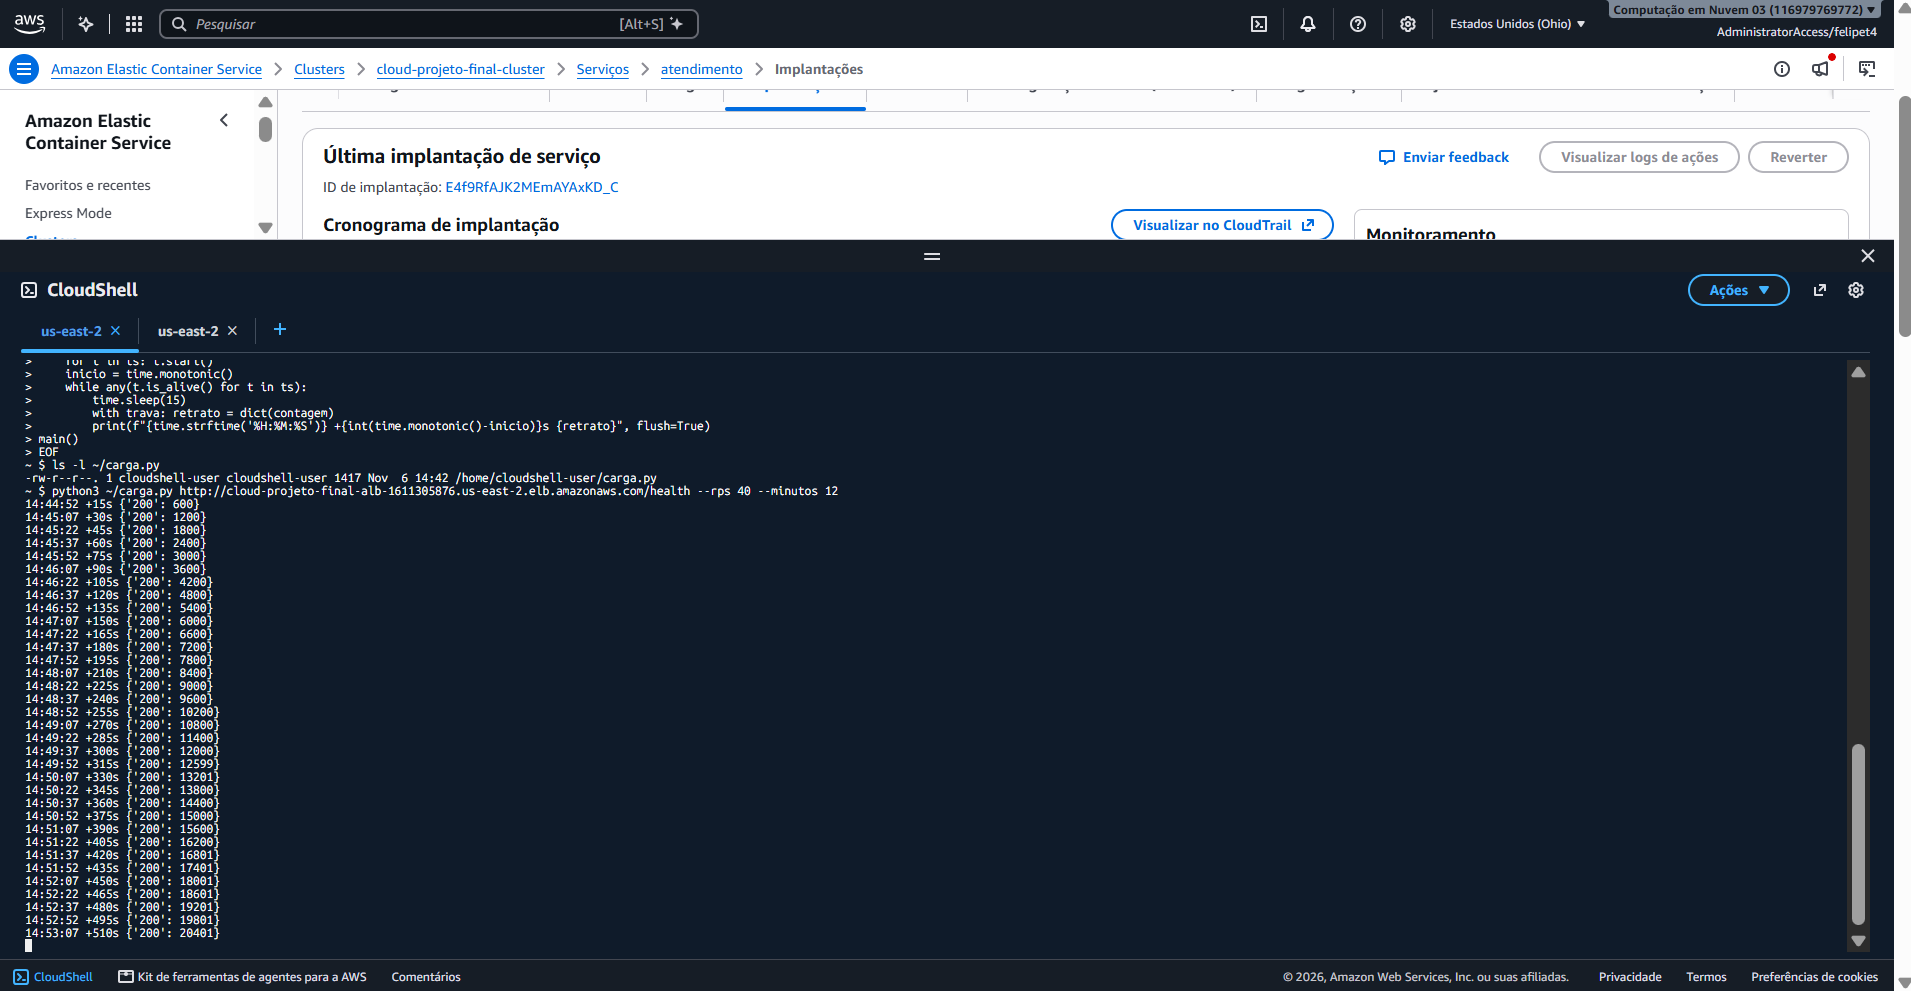 aws
Pesquisar
[Alt+S]
Estados Unidos (Ohio)
Computação em Nuvem 03 (116979769772)
AdministratorAccess/felipet4
Amazon Elastic Container Service
Clusters
cloud-projeto-final-cluster
Serviços
atendimento
Implantações
Amazon Elastic
Container Service
Favoritos e recentes
Express Mode
Última implantação de serviço
Enviar feedback
Visualizar logs de ações
Reverter
ID de implantação: E4f9RfAJK2MEmAYAxKD_C
Cronograma de implantação
Visualizar no CloudTrail
Monitoramento
CloudShell
Ações
us-east-2
us-east-2
> for t in ts: t.start()
> inicio = time.monotonic()
> while any(t.is_alive() for t in ts):
> time.sleep(15)
> with trava: retrato = dict(contagem)
> print(f"{time.strftime('%H:%M:%S')} +{int(time.monotonic()-inicio)}s {retrato}", flush=True)
> main()
> EOF
~ $ ls -l ~/carga.py
-rw-r--r--. 1 cloudshell-user cloudshell-user 1417 Nov  6 14:42 /home/cloudshell-user/carga.py
~ $ python3 ~/carga.py http://cloud-projeto-final-alb-1611305876.us-east-2.elb.amazonaws.com/health --rps 40 --minutos 12
14:44:52 +15s {'200': 600}
14:45:07 +30s {'200': 1200}
14:45:22 +45s {'200': 1800}
14:45:37 +60s {'200': 2400}
14:45:52 +75s {'200': 3000}
14:46:07 +90s {'200': 3600}
14:46:22 +105s {'200': 4200}
14:46:37 +120s {'200': 4800}
14:46:52 +135s {'200': 5400}
14:47:07 +150s {'200': 6000}
14:47:22 +165s {'200': 6600}
14:47:37 +180s {'200': 7200}
14:47:52 +195s {'200': 7800}
14:48:07 +210s {'200': 8400}
14:48:22 +225s {'200': 9000}
14:48:37 +240s {'200': 9600}
14:48:52 +255s {'200': 10200}
14:49:07 +270s {'200': 10800}
14:49:22 +285s {'200': 11400}
14:49:37 +300s {'200': 12000}
14:49:52 +315s {'200': 12599}
14:50:07 +330s {'200': 13201}
14:50:22 +345s {'200': 13800}
14:50:37 +360s {'200': 14400}
14:50:52 +375s {'200': 15000}
14:51:07 +390s {'200': 15600}
14:51:22 +405s {'200': 16200}
14:51:37 +420s {'200': 16801}
14:51:52 +435s {'200': 17401}
14:52:07 +450s {'200': 18001}
14:52:22 +465s {'200': 18601}
14:52:37 +480s {'200': 19201}
14:52:52 +495s {'200': 19801}
14:53:07 +510s {'200': 20401}
CloudShell
Kit de ferramentas de agentes para a AWS
Comentários
© 2026, Amazon Web Services, Inc. ou suas afiliadas.
Privacidade
Termos
Preferências de cookies